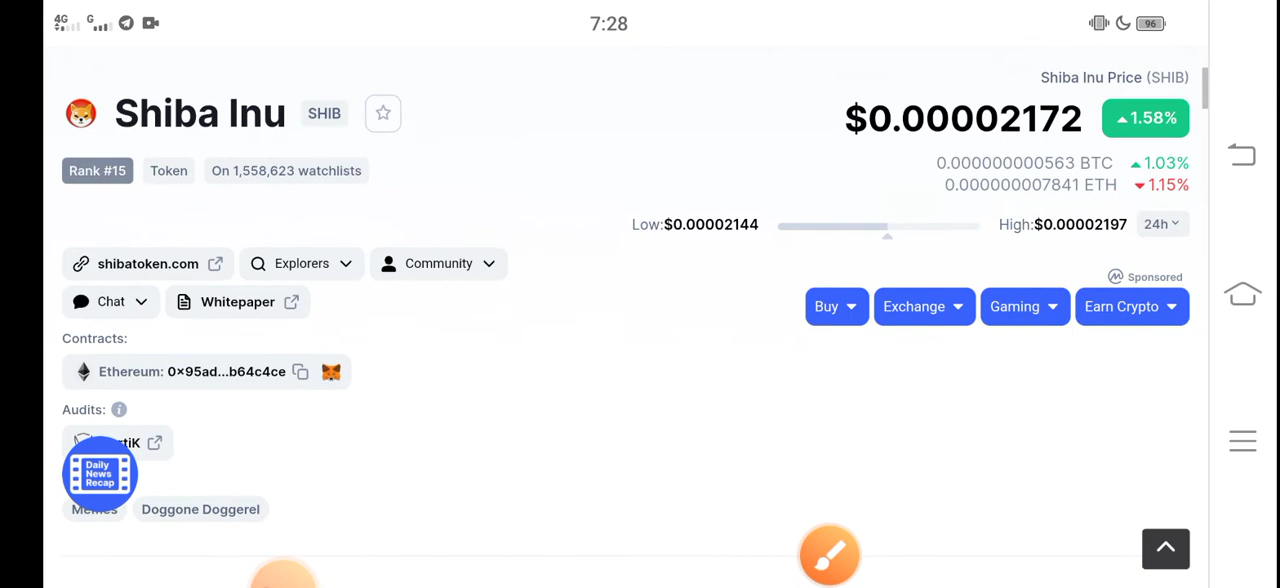 4G G 7:28 96
Shiba Inu Price (SHIB)
Shiba Inu SHIB $0.00002172 1.58%
Rank #15 Token On 1,558,623 watchlists 0.000000000563 BTC 1.03%
0.000000007841 ETH 1.15%
Low:$0.00002144 High:$0.00002197 24h
shibatoken.com Explorers Community
Sponsored
Chat Whitepaper Buy Exchange Gaming Earn Crypto
Contracts:
Ethereum: 0x95ad...b64c4ce
Audits:
Daily
News
Recap
Memes Doggone Doggerel